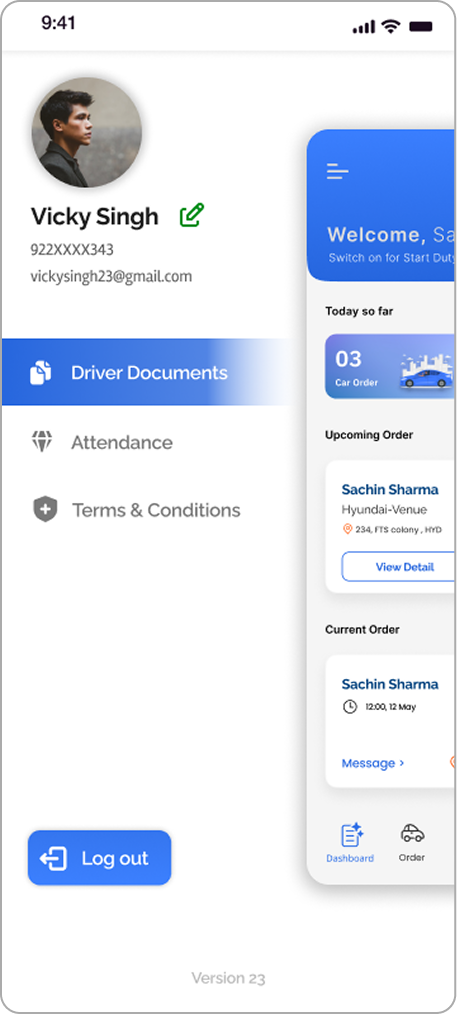 9:41
Vicky Singh
922XXXX343
vickysingh23@gmail.com
Driver Documents
Attendance
Terms & Conditions
Log out
Version 23
Welcome, Sa
Switch on for Start Duty
Today so far
03
Car Order
Upcoming Order
Sachin Sharma
Hyundai-Venue
234, FTS colony , HYD
View Detail
Current Order
Sachin Sharma
12:00, 12 May
Message >
Dashboard
Order